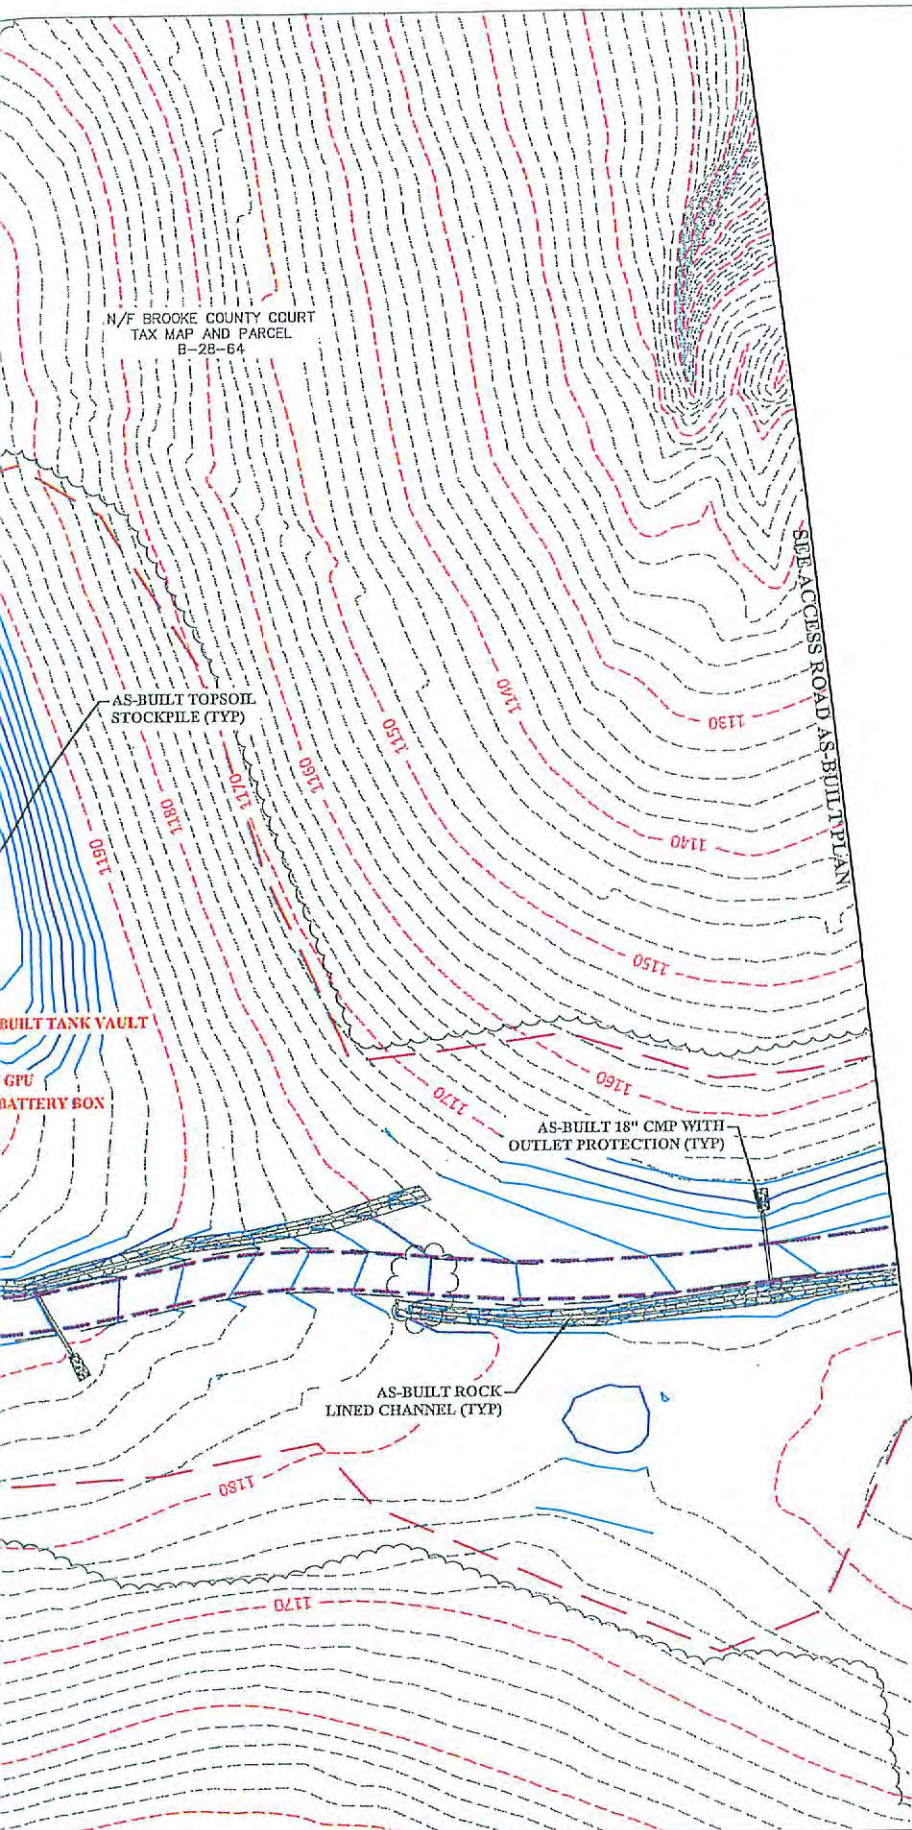 N/F BROOKE COUNTY COURT
TAX MAP AND PARCEL
B-28-64
SEE ACCESS ROAD AS-BUILT PLAN
AS-BUILT TOPSOIL
STOCKPILE (TYP)
1140
1130
1150
1160
1170
1180
1190
1140
1150
BUILT TANK VAULT
GPU
BATTERY BOX
1160
1170
AS-BUILT 18" CMP WITH
OUTLET PROTECTION (TYP)
AS-BUILT ROCK
LINED CHANNEL (TYP)
1180
1170